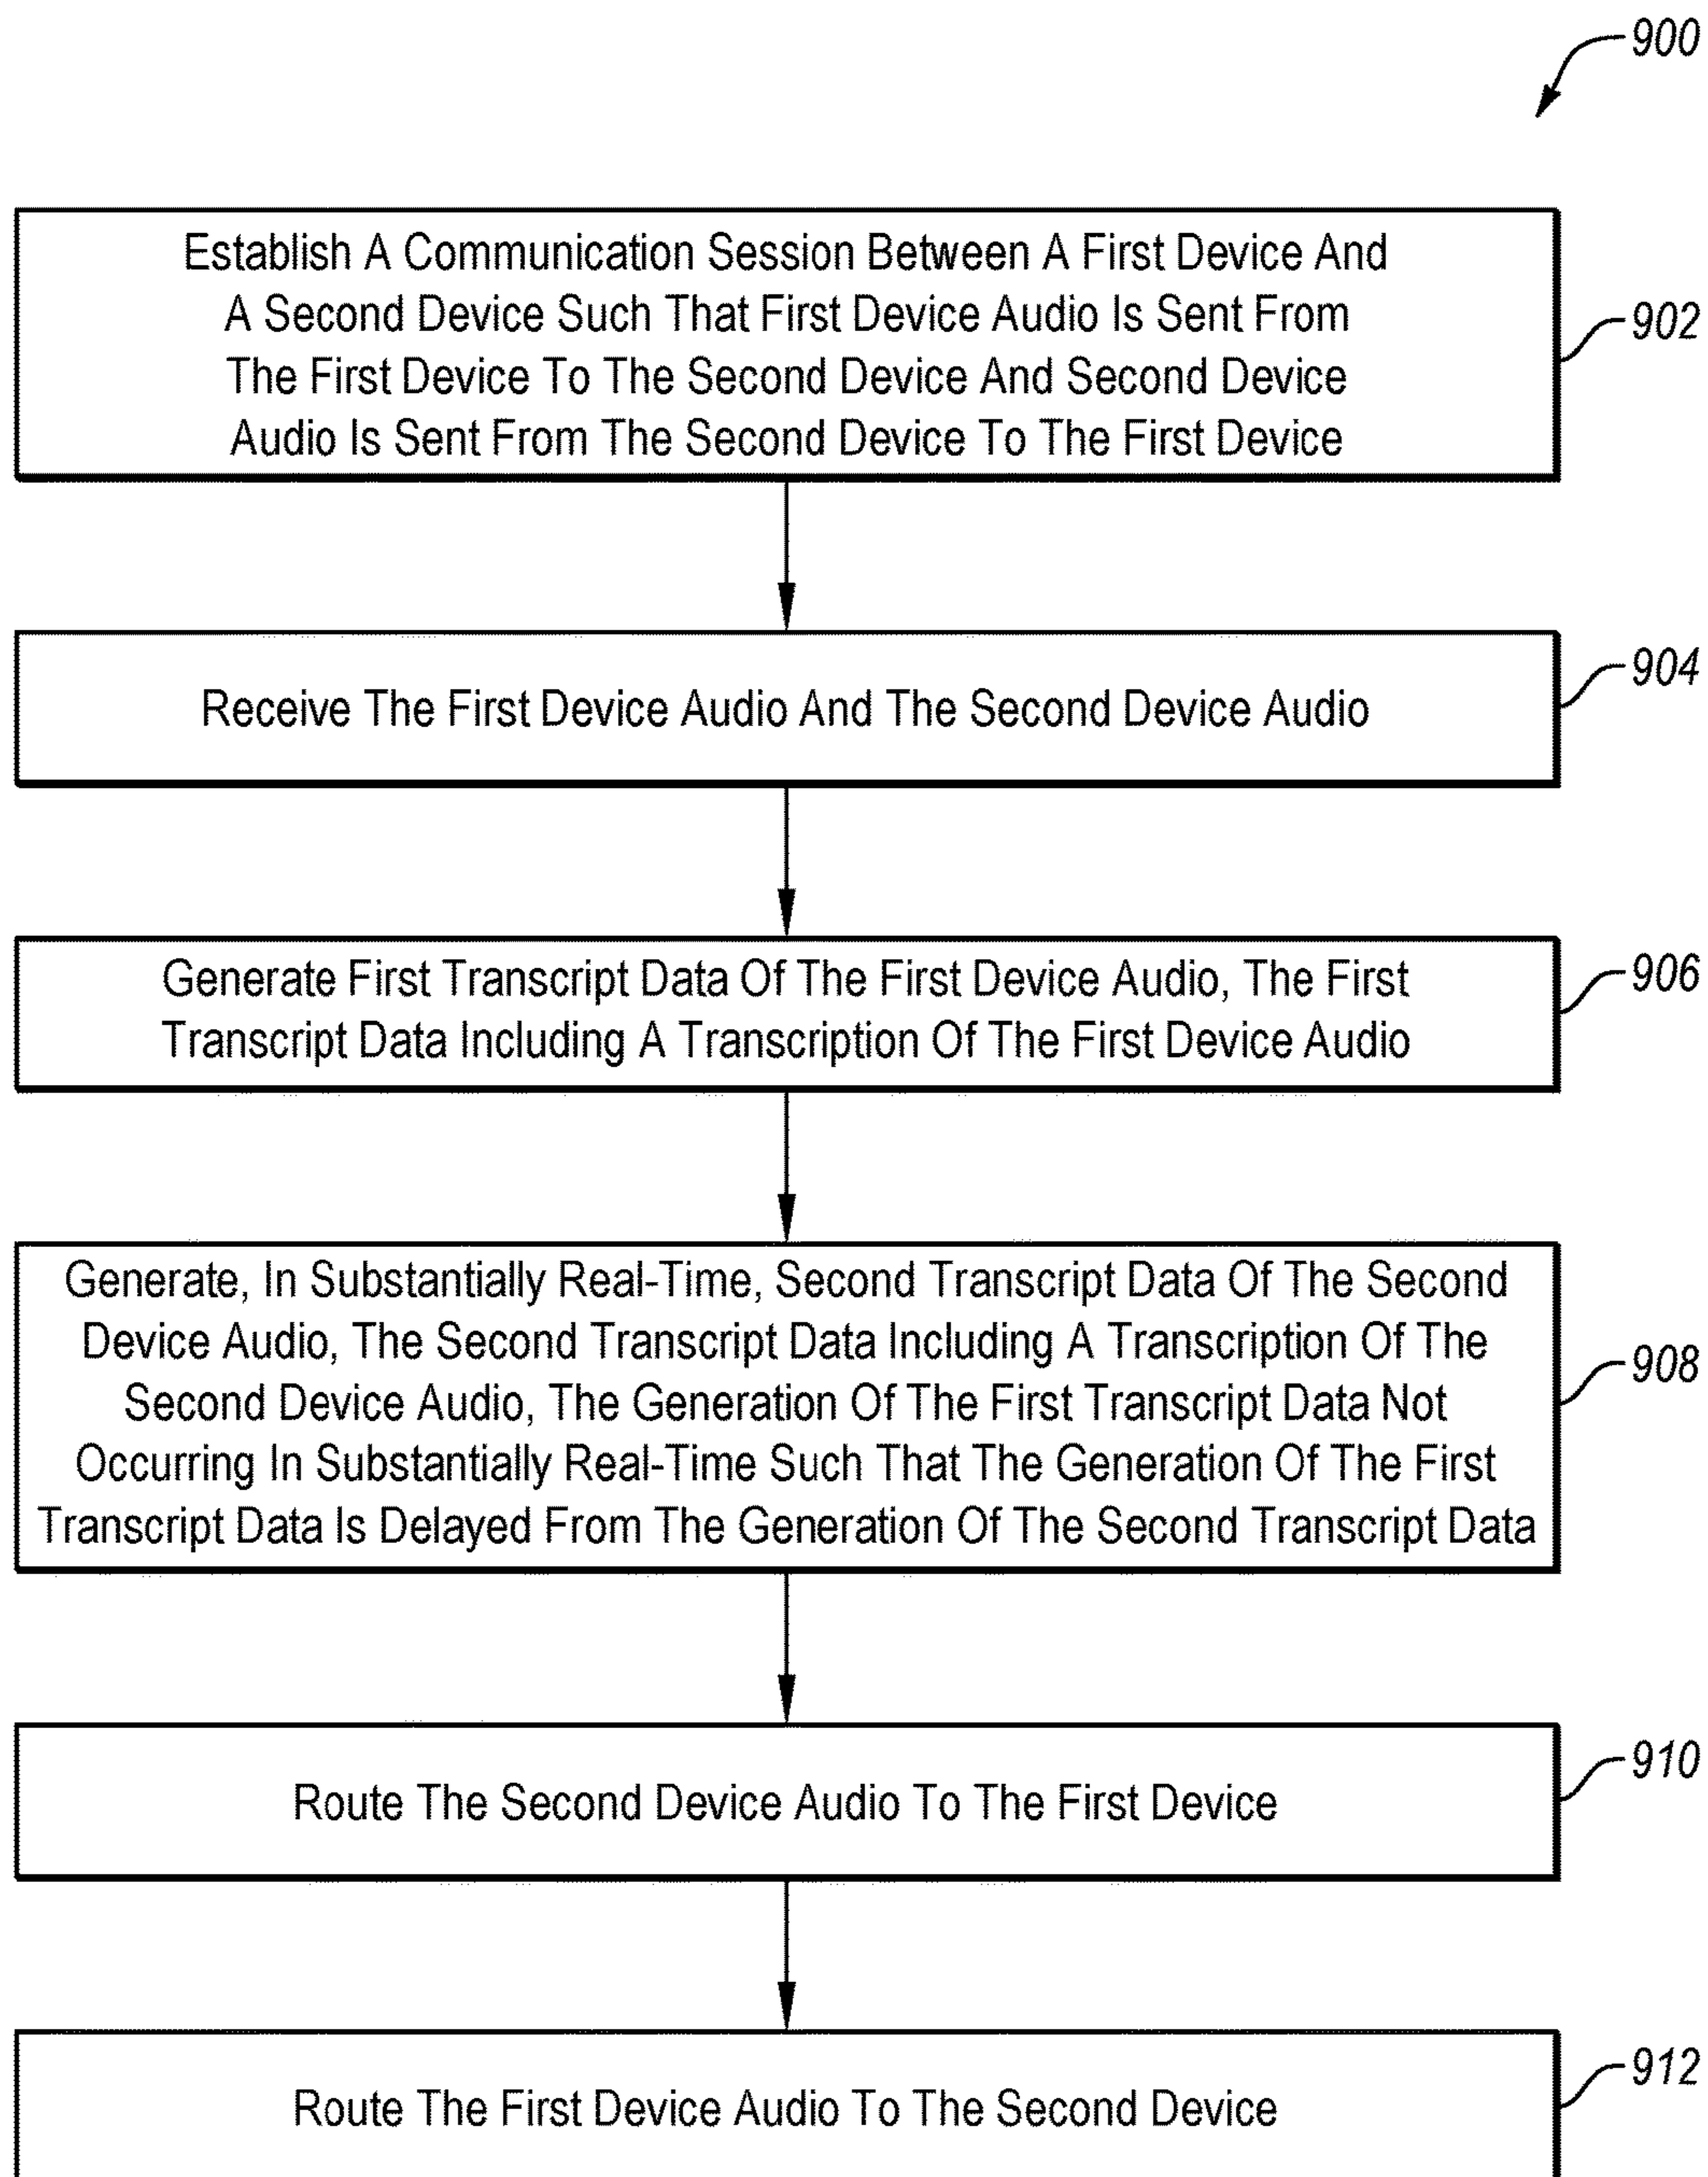 900
Establish A Communication Session Between A First Device And
A Second Device Such That First Device Audio Is Sent From
The First Device To The Second Device And Second Device
Audio Is Sent From The Second Device To The First Device
902
Receive The First Device Audio And The Second Device Audio
904
Generate First Transcript Data Of The First Device Audio, The First
Transcript Data Including A Transcription Of The First Device Audio
906
Generate, In Substantially Real-Time, Second Transcript Data Of The Second
Device Audio, The Second Transcript Data Including A Transcription Of The
Second Device Audio, The Generation Of The First Transcript Data Not
Occurring In Substantially Real-Time Such That The Generation Of The First
Transcript Data Is Delayed From The Generation Of The Second Transcript Data
908
Route The Second Device Audio To The First Device
910
Route The First Device Audio To The Second Device
912